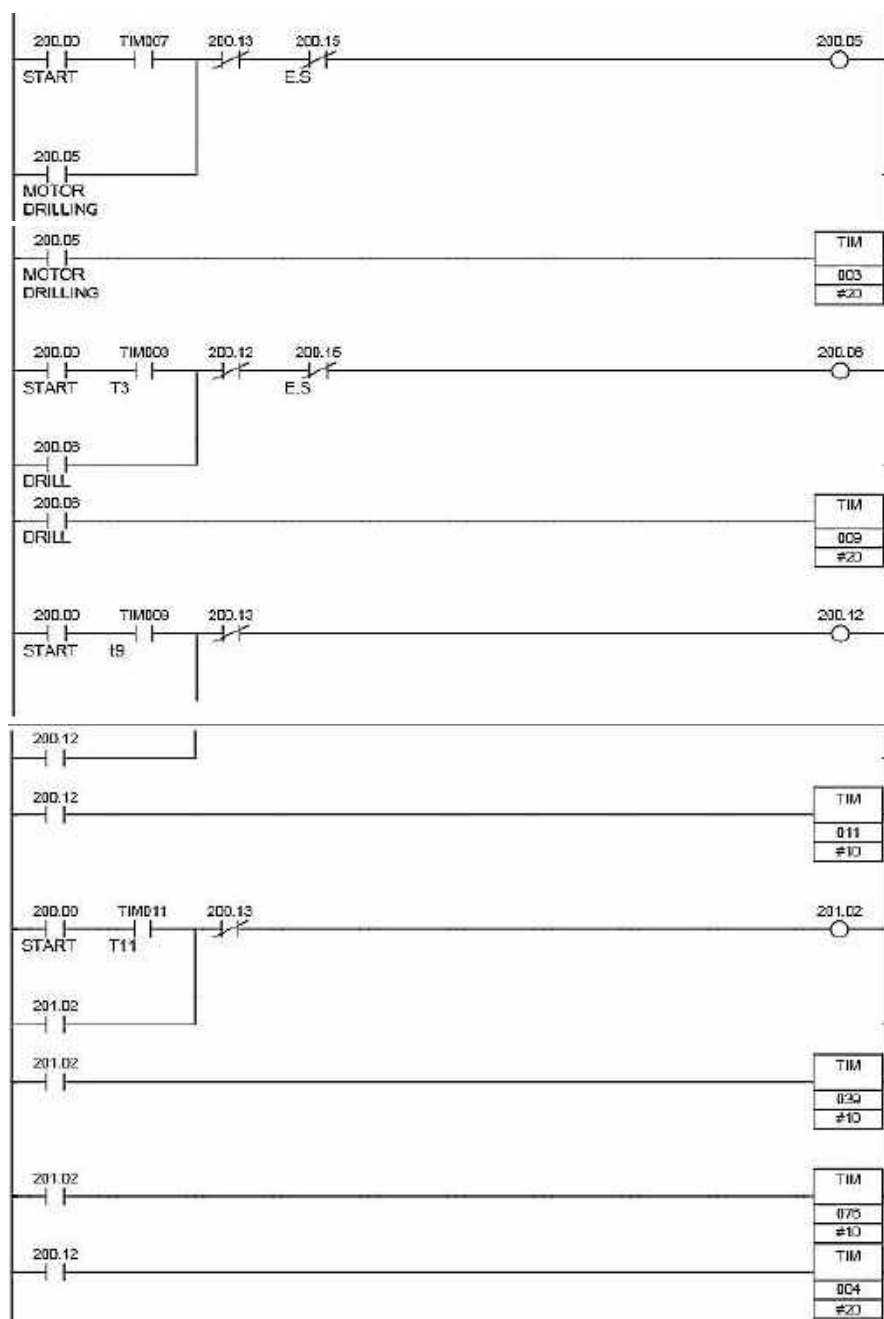 200.00 TIM007 200.13 200.15 200.05
START E.S
200.05
MOTOR
DRILLING
200.05 TIM
MOTOR 003
DRILLING #20
200.00 TIM003 200.12 200.15 200.06
START T3 E.S
200.06
DRILL
200.06 TIM
DRILL 009
#20
200.00 TIM009 200.13 200.12
START t9
200.12
200.12 TIM
011
#10
200.00 TIM011 200.13 201.02
START T11
201.02
201.02 TIM
039
#10
201.02 TIM
#10
200.12 TIM
004
#20